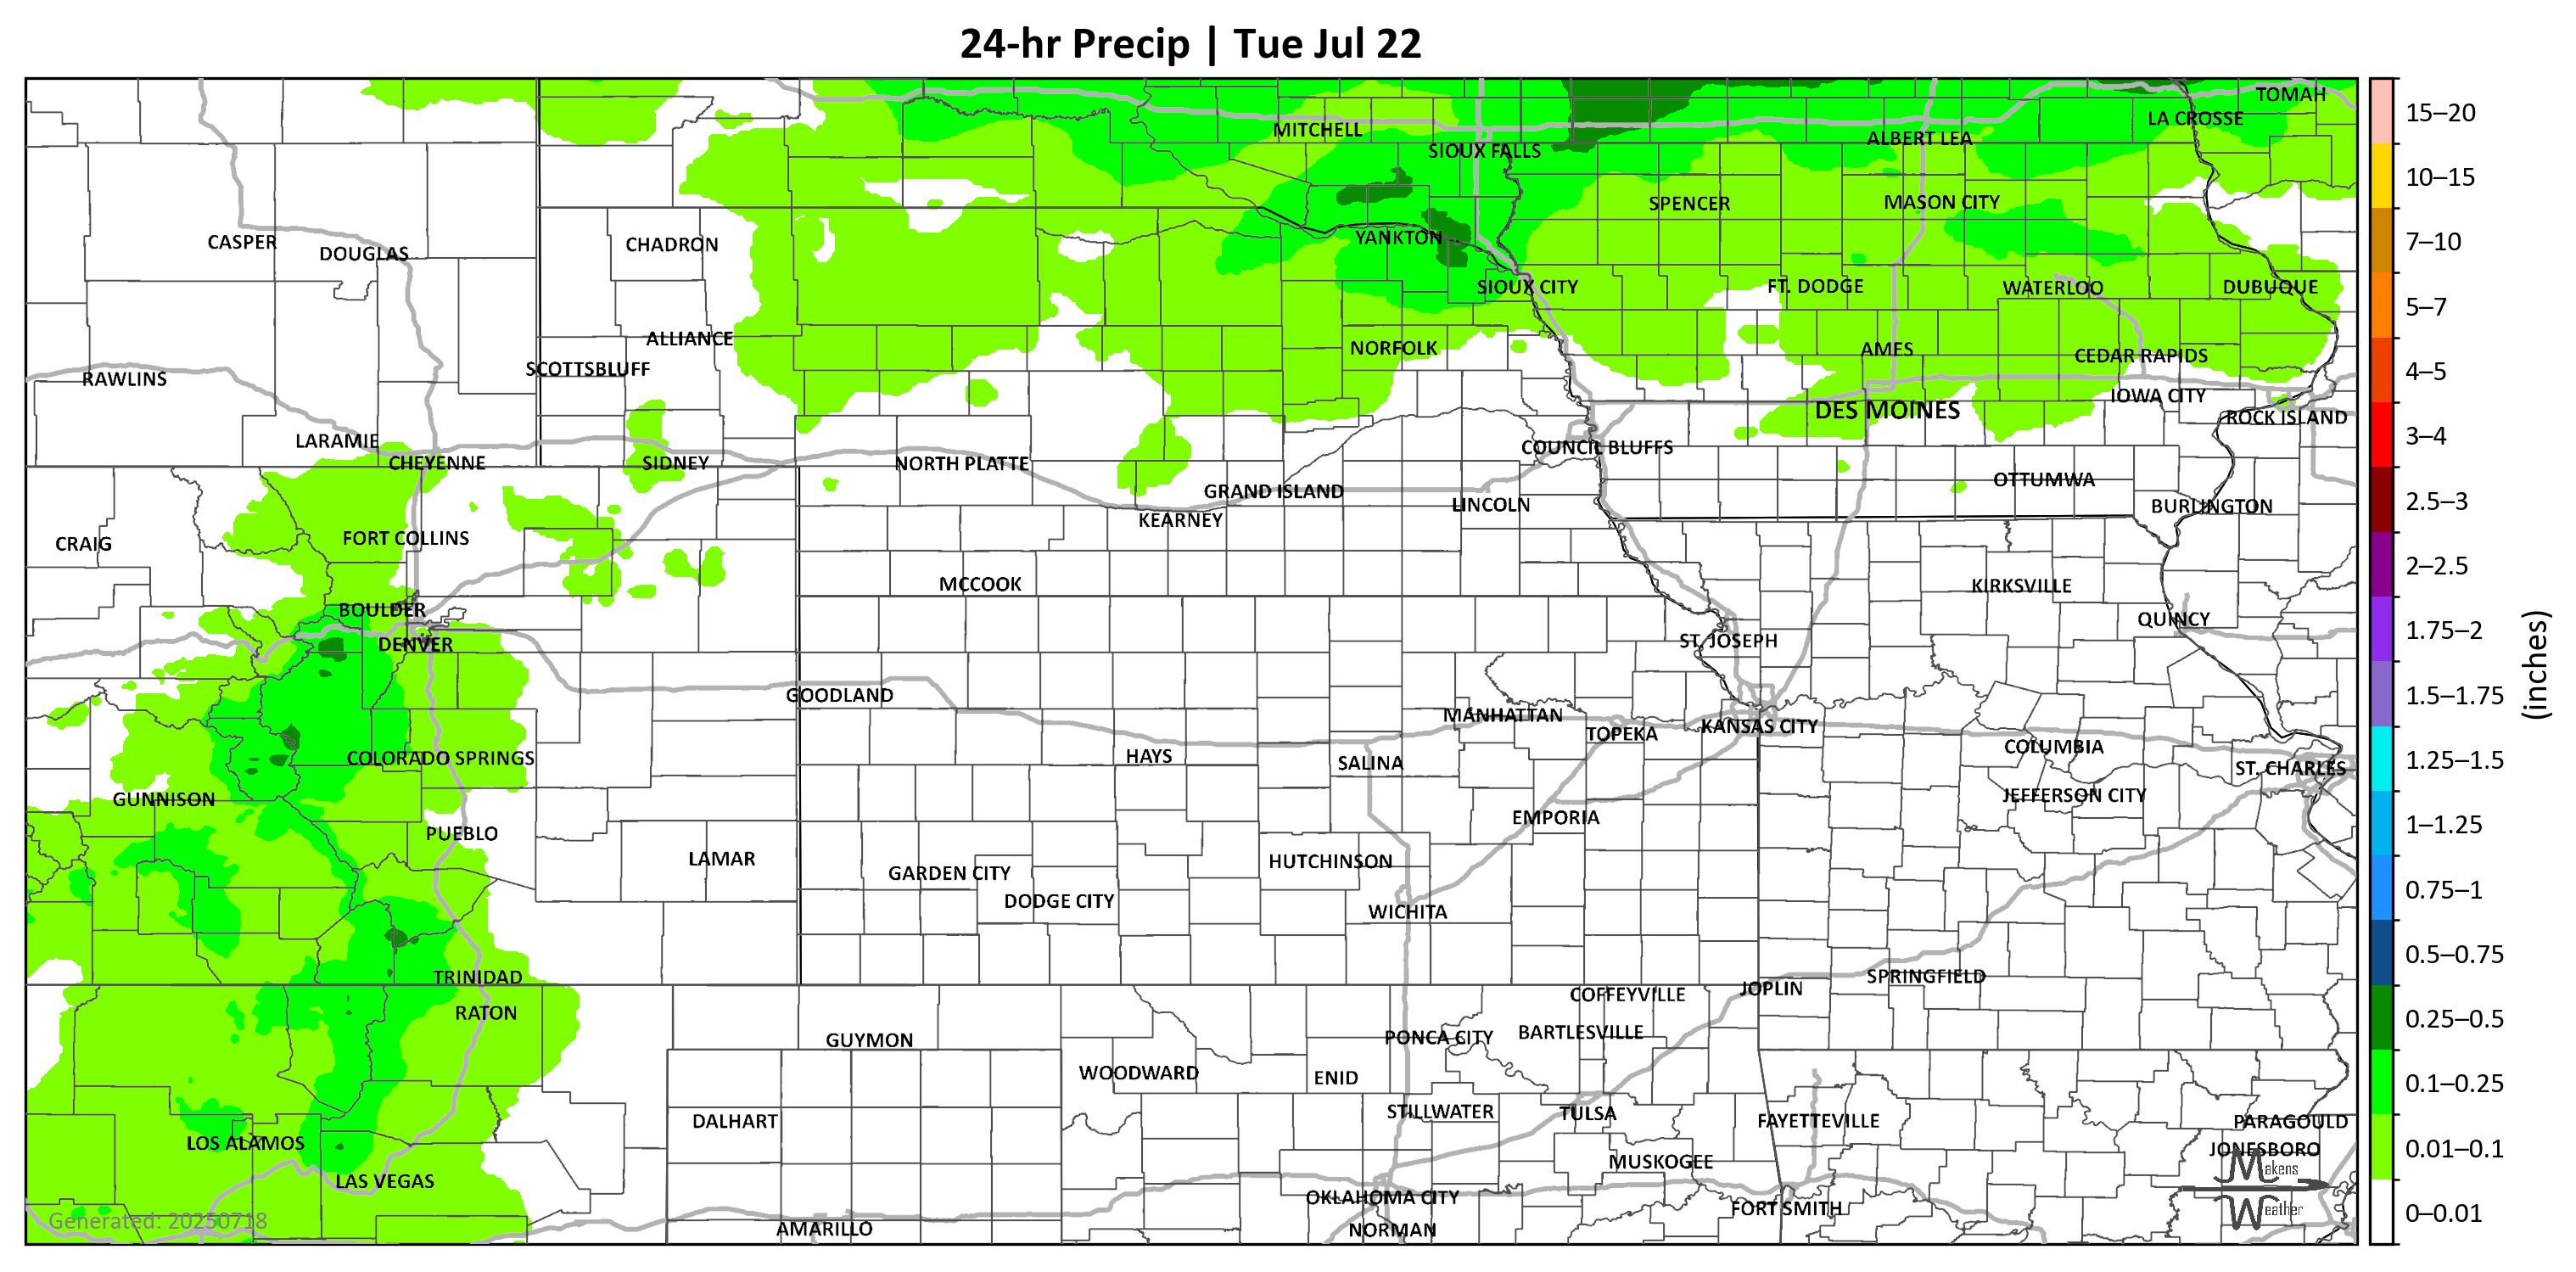 24-hr Precip | Tue Jul 22
TOMAH
LA CROSSE
MITCHELL
ALBERT LEA
SIOUX FALLS
SPENCER
MASON CITY
YANKTON
CASPER
CHADRON
DOUGLAS
SIOUX CITY
FT. DODGE
WATERLOO
DUBUQUE
ALLIANCE
NORFOLK
AMES
CEDAR RAPIDS
SCOTTSBLUFF
RAWLINS
IOWA CITY
DES MOINES
ROCK ISLAND
LARAMIE
COUNCIL BLUFFS
CHEYENNE
SIDNEY
NORTH PLATTE
OTTUMWA
GRAND ISLAND
LINCOLN
BURLINGTON
KEARNEY
FORT COLLINS
CRAIG
MCCOOK
KIRKSVILLE
BOULDER
QUINCY
DENVER
ST. JOSEPH
GOODLAND
MANHATTAN
KANSAS CITY
TOPEKA
COLUMBIA
COLORADO SPRINGS
HAYS
SALINA
ST. CHARLES
GUNNISON
JEFFERSON CITY
EMPORIA
PUEBLO
LAMAR
HUTCHINSON
GARDEN CITY
DODGE CITY
WICHITA
TRINIDAD
SPRINGFIELD
JOPLIN
COFFEYVILLE
RATON
BARTLESVILLE
PONCA CITY
GUYMON
WOODWARD
ENID
STILLWATER
TULSA
DALHART
FAYETTEVILLE
PARAGOULD
LOS ALAMOS
JONESBORO
MUSKOGEE
Makens
LAS VEGAS
OKLAHOMA CITY
FORT SMITH
Weather
Generated: 20250718
AMARILLO
NORMAN
15–20
10–15
7–10
5–7
4–5
3–4
2.5–3
2–2.5
1.75–2
1.5–1.75
1.25–1.5
1–1.25
0.75–1
0.5–0.75
0.25–0.5
0.1–0.25
0.01–0.1
0–0.01
(inches)